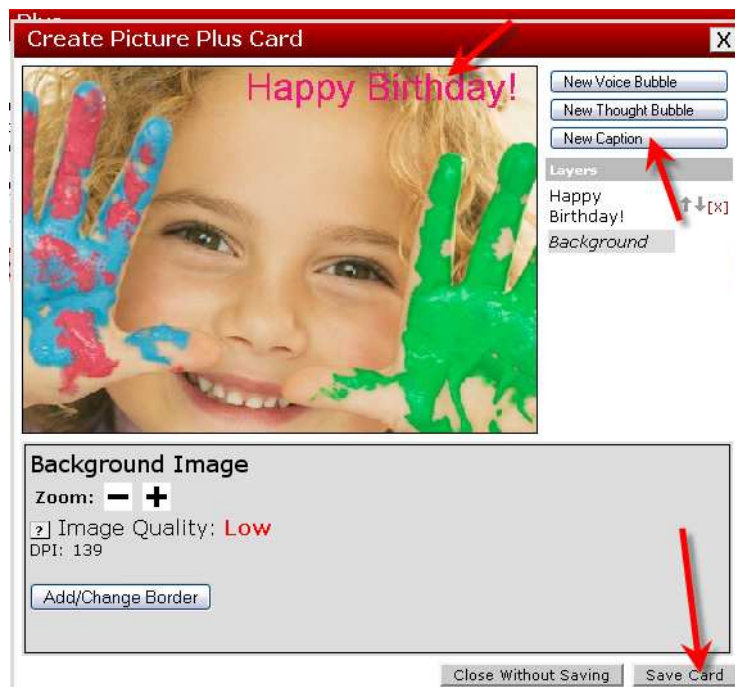 Create Picture Plus Card
X
Happy Birthday!
New Voice Bubble
New Thought Bubble
New Caption
Layers
Happy
Birthday!
[X]
Background
Background Image
Zoom:
? Image Quality: Low
DPI: 139
Add/Change Border
Close Without Saving
Save Card